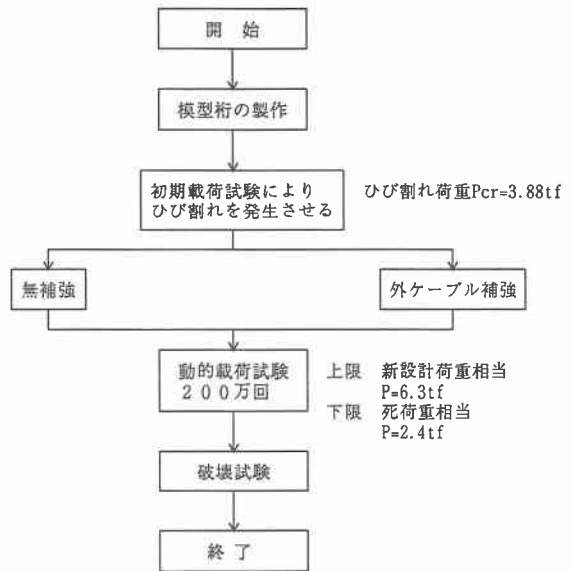 開 始
模型桁の製作
初期載荷試験により
ひび割れを発生させる
ひび割れ荷重Pcr=3.88tf
無補強
外ケーブル補強
動的載荷試験
200万回
上限 新設計荷重相当
P=6.3tf
下限 死荷重相当
P=2.4tf
破壊試験
終 了